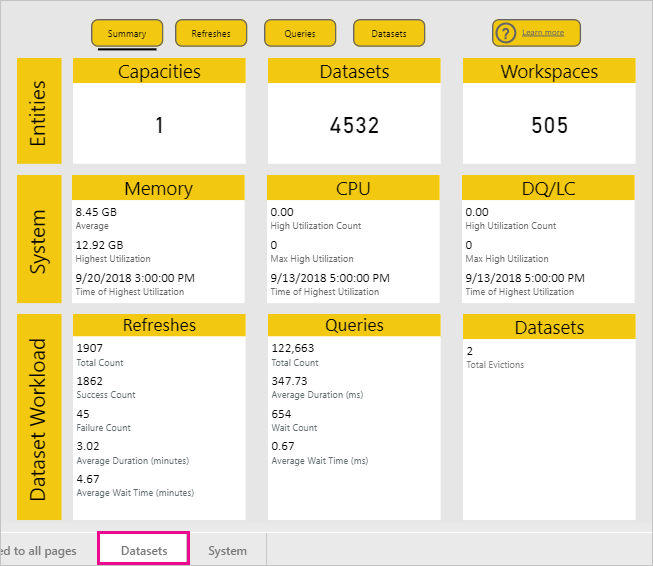 Summary
Refreshes
Queries
Datasets
? Learn more
Entities
Capacities
1
Datasets
4532
Workspaces
505
System
Memory
8.45 GB
Average
12.92 GB
Highest Utilization
9/20/2018 3:00:00 PM
Time of Highest Utilization
CPU
0.00
High Utilization Count
0
Max High Utilization
9/13/2018 5:00:00 PM
Time of Highest Utilization
DQ/LC
0.00
High Utilization Count
0
Max High Utilization
9/13/2018 5:00:00 PM
Time of Highest Utilization
Dataset Workload
Refreshes
1907
Total Count
1862
Success Count
45
Failure Count
3.02
Average Duration (minutes)
4.67
Average Wait Time (minutes)
Queries
122,663
Total Count
347.73
Average Duration (ms)
654
Wait Count
0.67
Average Wait Time (ms)
Datasets
2
Total Evictions
ed to all pages
Datasets
System